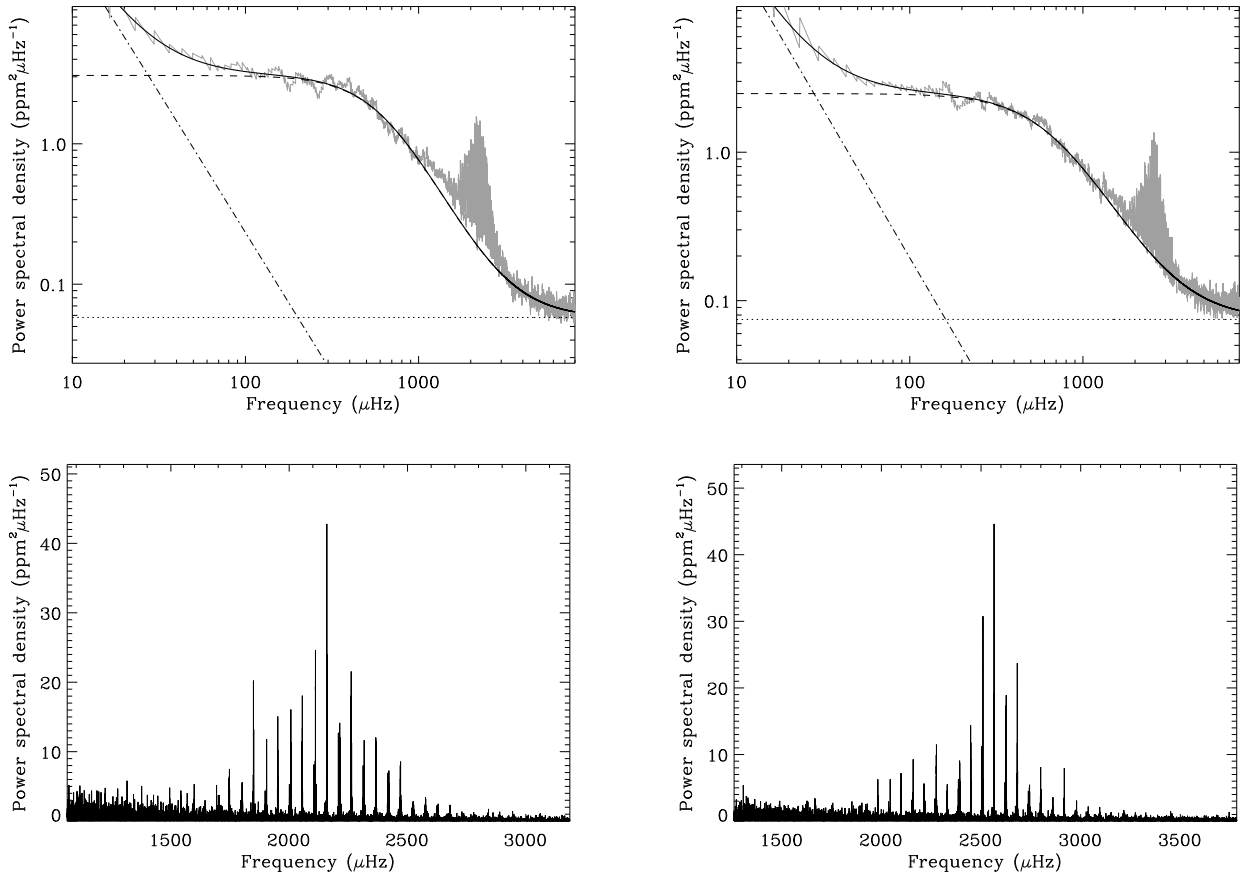 Power spectral density (ppm²μHz⁻¹)
1.0
0.1
10 100 1000
Frequency (μHz)
Power spectral density (ppm²μHz⁻¹)
1.0
0.1
10 100 1000
Frequency (μHz)
Power spectral density (ppm²μHz⁻¹)
50
40
30
20
10
0
1500 2000 2500 3000
Frequency (μHz)
Power spectral density (ppm²μHz⁻¹)
50
40
30
20
10
0
1500 2000 2500 3000 3500
Frequency (μHz)